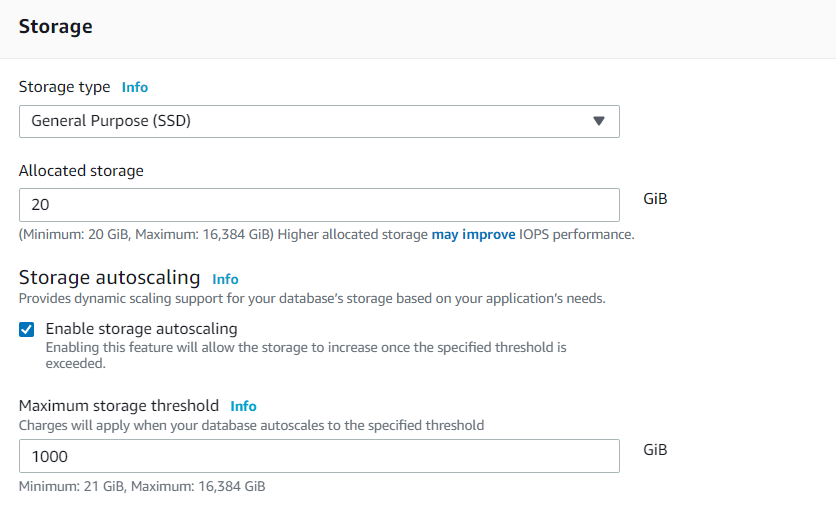 Storage
Storage type Info
General Purpose (SSD)
Allocated storage
20
GiB
(Minimum: 20 GiB, Maximum: 16,384 GiB) Higher allocated storage may improve IOPS performance.
Storage autoscaling Info
Provides dynamic scaling support for your database's storage based on your application's needs.
Enable storage autoscaling
Enabling this feature will allow the storage to increase once the specified threshold is
exceeded.
Maximum storage threshold Info
Charges will apply when your database autoscales to the specified threshold
1000
GiB
Minimum: 21 GiB, Maximum: 16,384 GiB